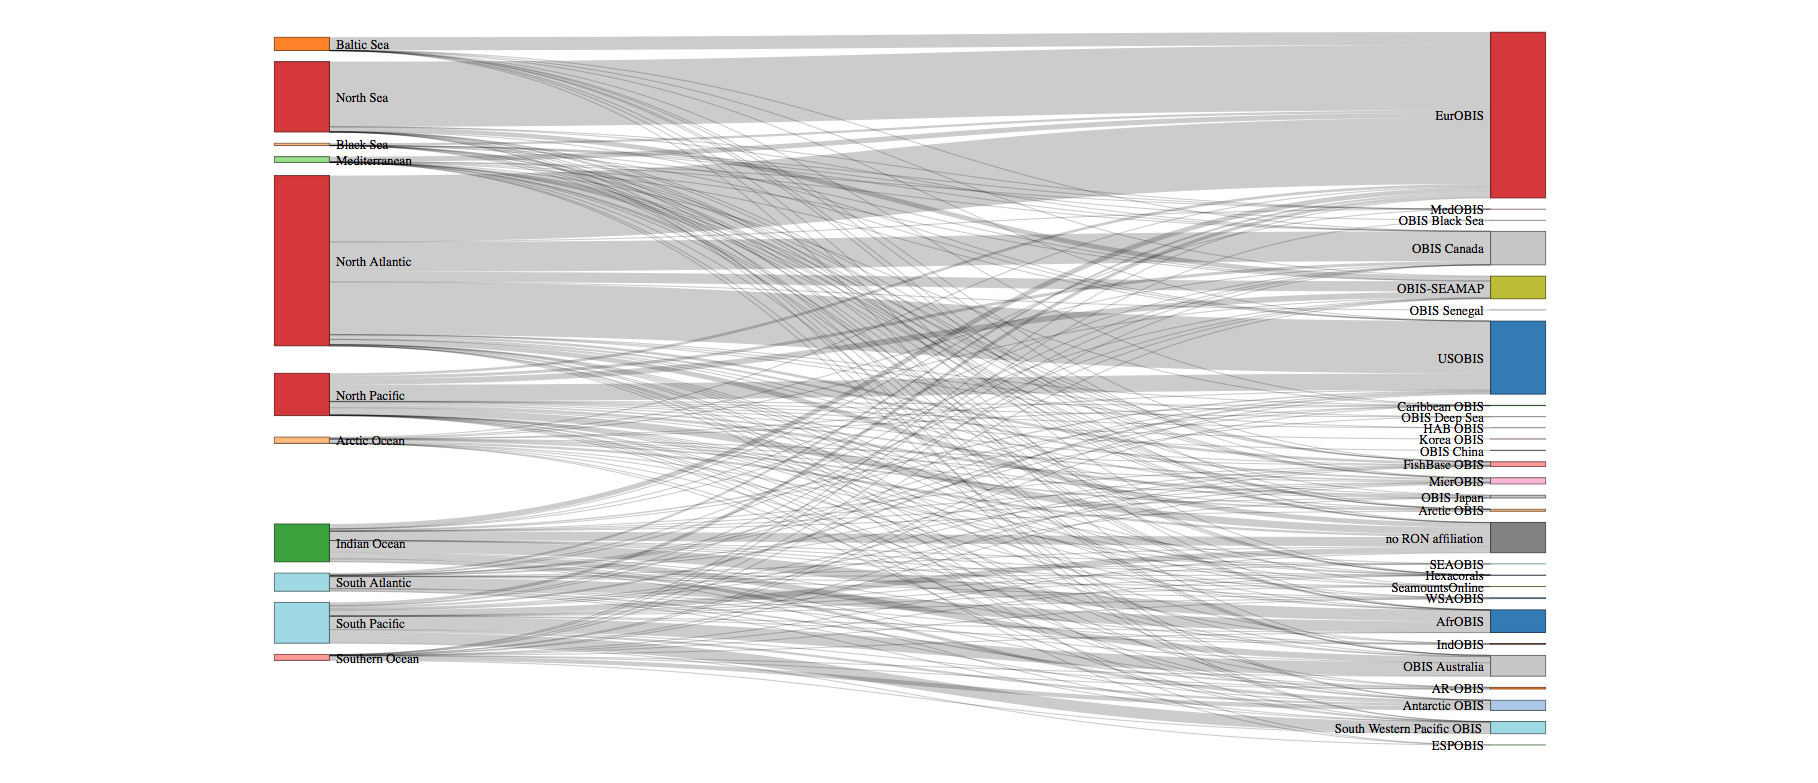 Baltic Sea
North Sea
Black Sea
Mediterranean
North Atlantic
North Pacific
Arctic Ocean
Indian Ocean
South Atlantic
South Pacific
Southern Ocean
EurOBIS
MedOBIS
OBIS Black Sea
OBIS Canada
OBIS-SEAMAP
OBIS Senegal
USOBIS
Caribbean OBIS
OBIS Deep Sea
HAB OBIS
Korea OBIS
OBIS China
FishBase OBIS
MicrOBIS
OBIS Japan
Arctic OBIS
no RON affiliation
SEAOBIS
Hexacorals
SeamountsOnline
WSAOBIS
AfrOBIS
IndOBIS
OBIS Australia
AR-OBIS
Antarctic OBIS
South Western Pacific OBIS
ESPOBIS